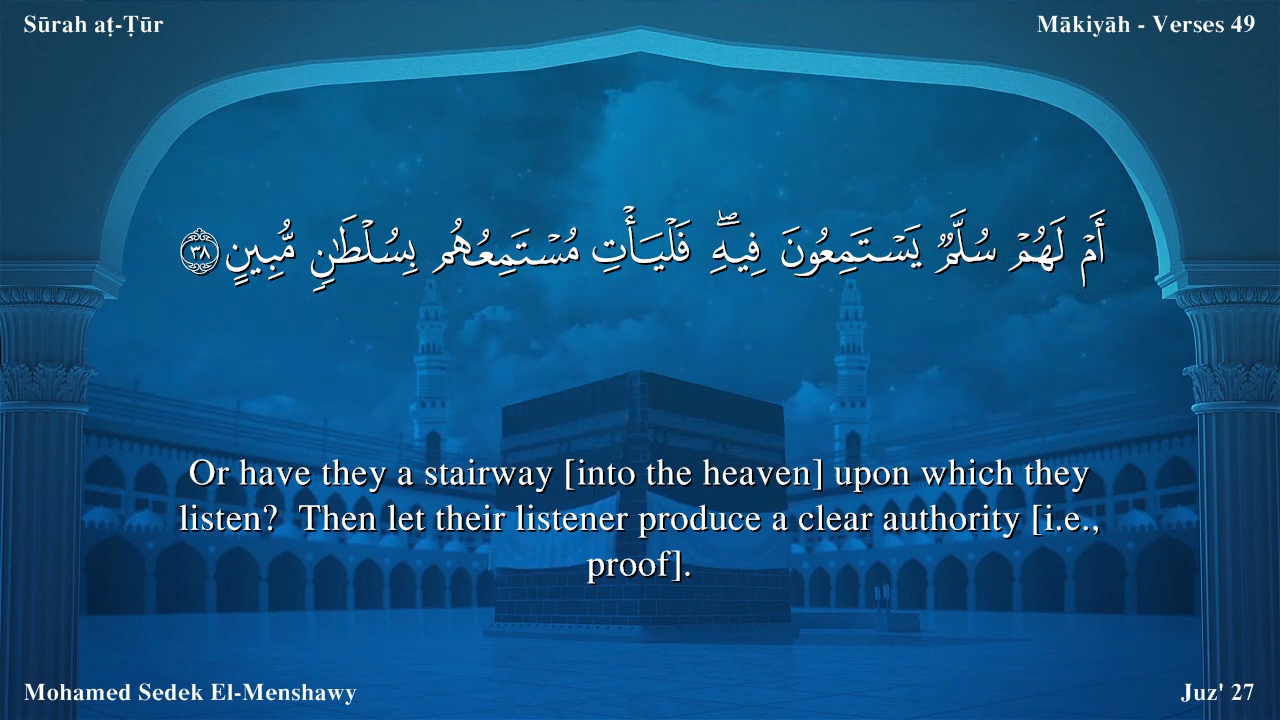 Sūrah aṭ-Ṭūr
Mākiyāh - Verses 49
أَمْ لَهُمْ سُلَّمٌ يَسْتَمِعُونَ فِيهِ ۖ فَلْيَأْتِ مُسْتَمِعُهُم بِسُلْطَٰنٍ مُّبِينٍ ٣٨
Or have they a stairway [into the heaven] upon which they
listen?  Then let their listener produce a clear authority [i.e.,
proof].
Mohamed Sedek El-Menshawy
Juz' 27